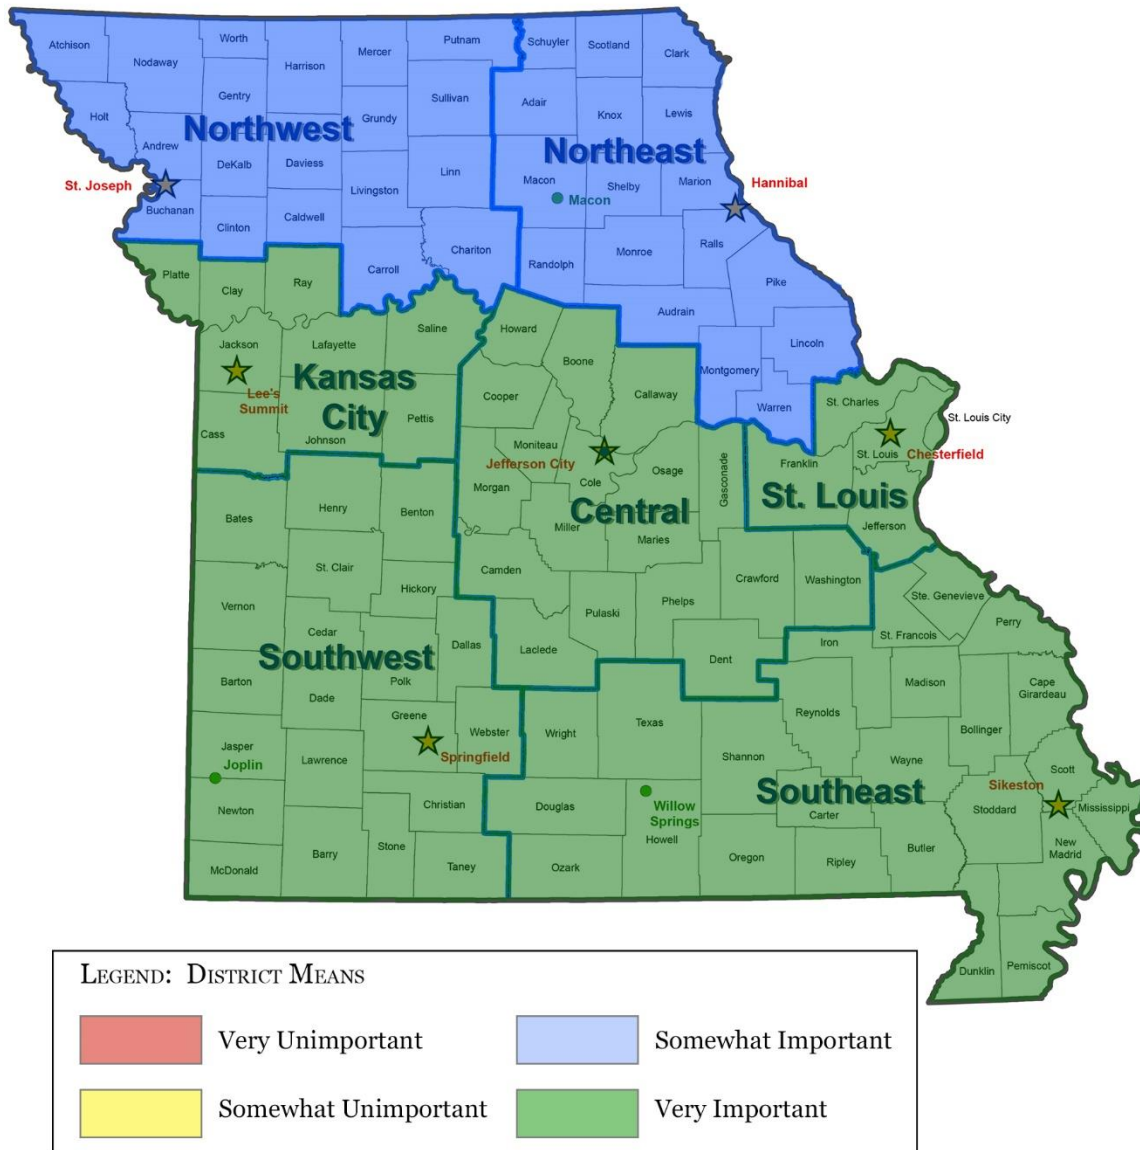 Atchison
Nodaway
Worth
Harrison
Mercer
Putnam
Schuyler
Scotland
Clark
Gentry
Sullivan
Adair
Knox
Lewis
Holt
Andrew
Northwest
Grundy
Northeast
DeKalb
Daviess
Linn
St. Joseph
Livingston
Macon
Macon
Shelby
Marion
Hannibal
Buchanan
Clinton
Caldwell
Chariton
Randolph
Monroe
Ralls
Carroll
Pike
Platte
Clay
Ray
Saline
Howard
Boone
Audrain
Lincoln
Jackson
Lafayette
Kansas
City
Lee's
Summit
Cooper
Callaway
Montgomery
Warren
St. Charles
St. Louis City
Cass
Johnson
Pettis
Moniteau
Jefferson City
Cole
Osage
Gasconade
Franklin
St. Louis
Chesterfield
Morgan
Central
St. Louis
Bates
Henry
Benton
Miller
Maries
Jefferson
St. Clair
Hickory
Camden
Pulaski
Phelps
Crawford
Washington
Ste. Genevieve
Vernon
Cedar
Southwest
Dallas
Polk
Laclede
Dent
Iron
St. Francois
Perry
Barton
Dade
Greene
Webster
Wright
Texas
Reynolds
Madison
Cape
Girardeau
Bollinger
Jasper
Joplin
Lawrence
Springfield
Shannon
Wayne
Scott
Sikeston
Mississippi
Newton
Christian
Douglas
Willow
Springs
Howell
Southeast
Carter
Stoddard
New
Madrid
McDonald
Barry
Stone
Taney
Ozark
Oregon
Ripley
Butler
Dunklin
Pemiscot
LEGEND: DISTRICT MEANS
Very Unimportant
Somewhat Important
Somewhat Unimportant
Very Important